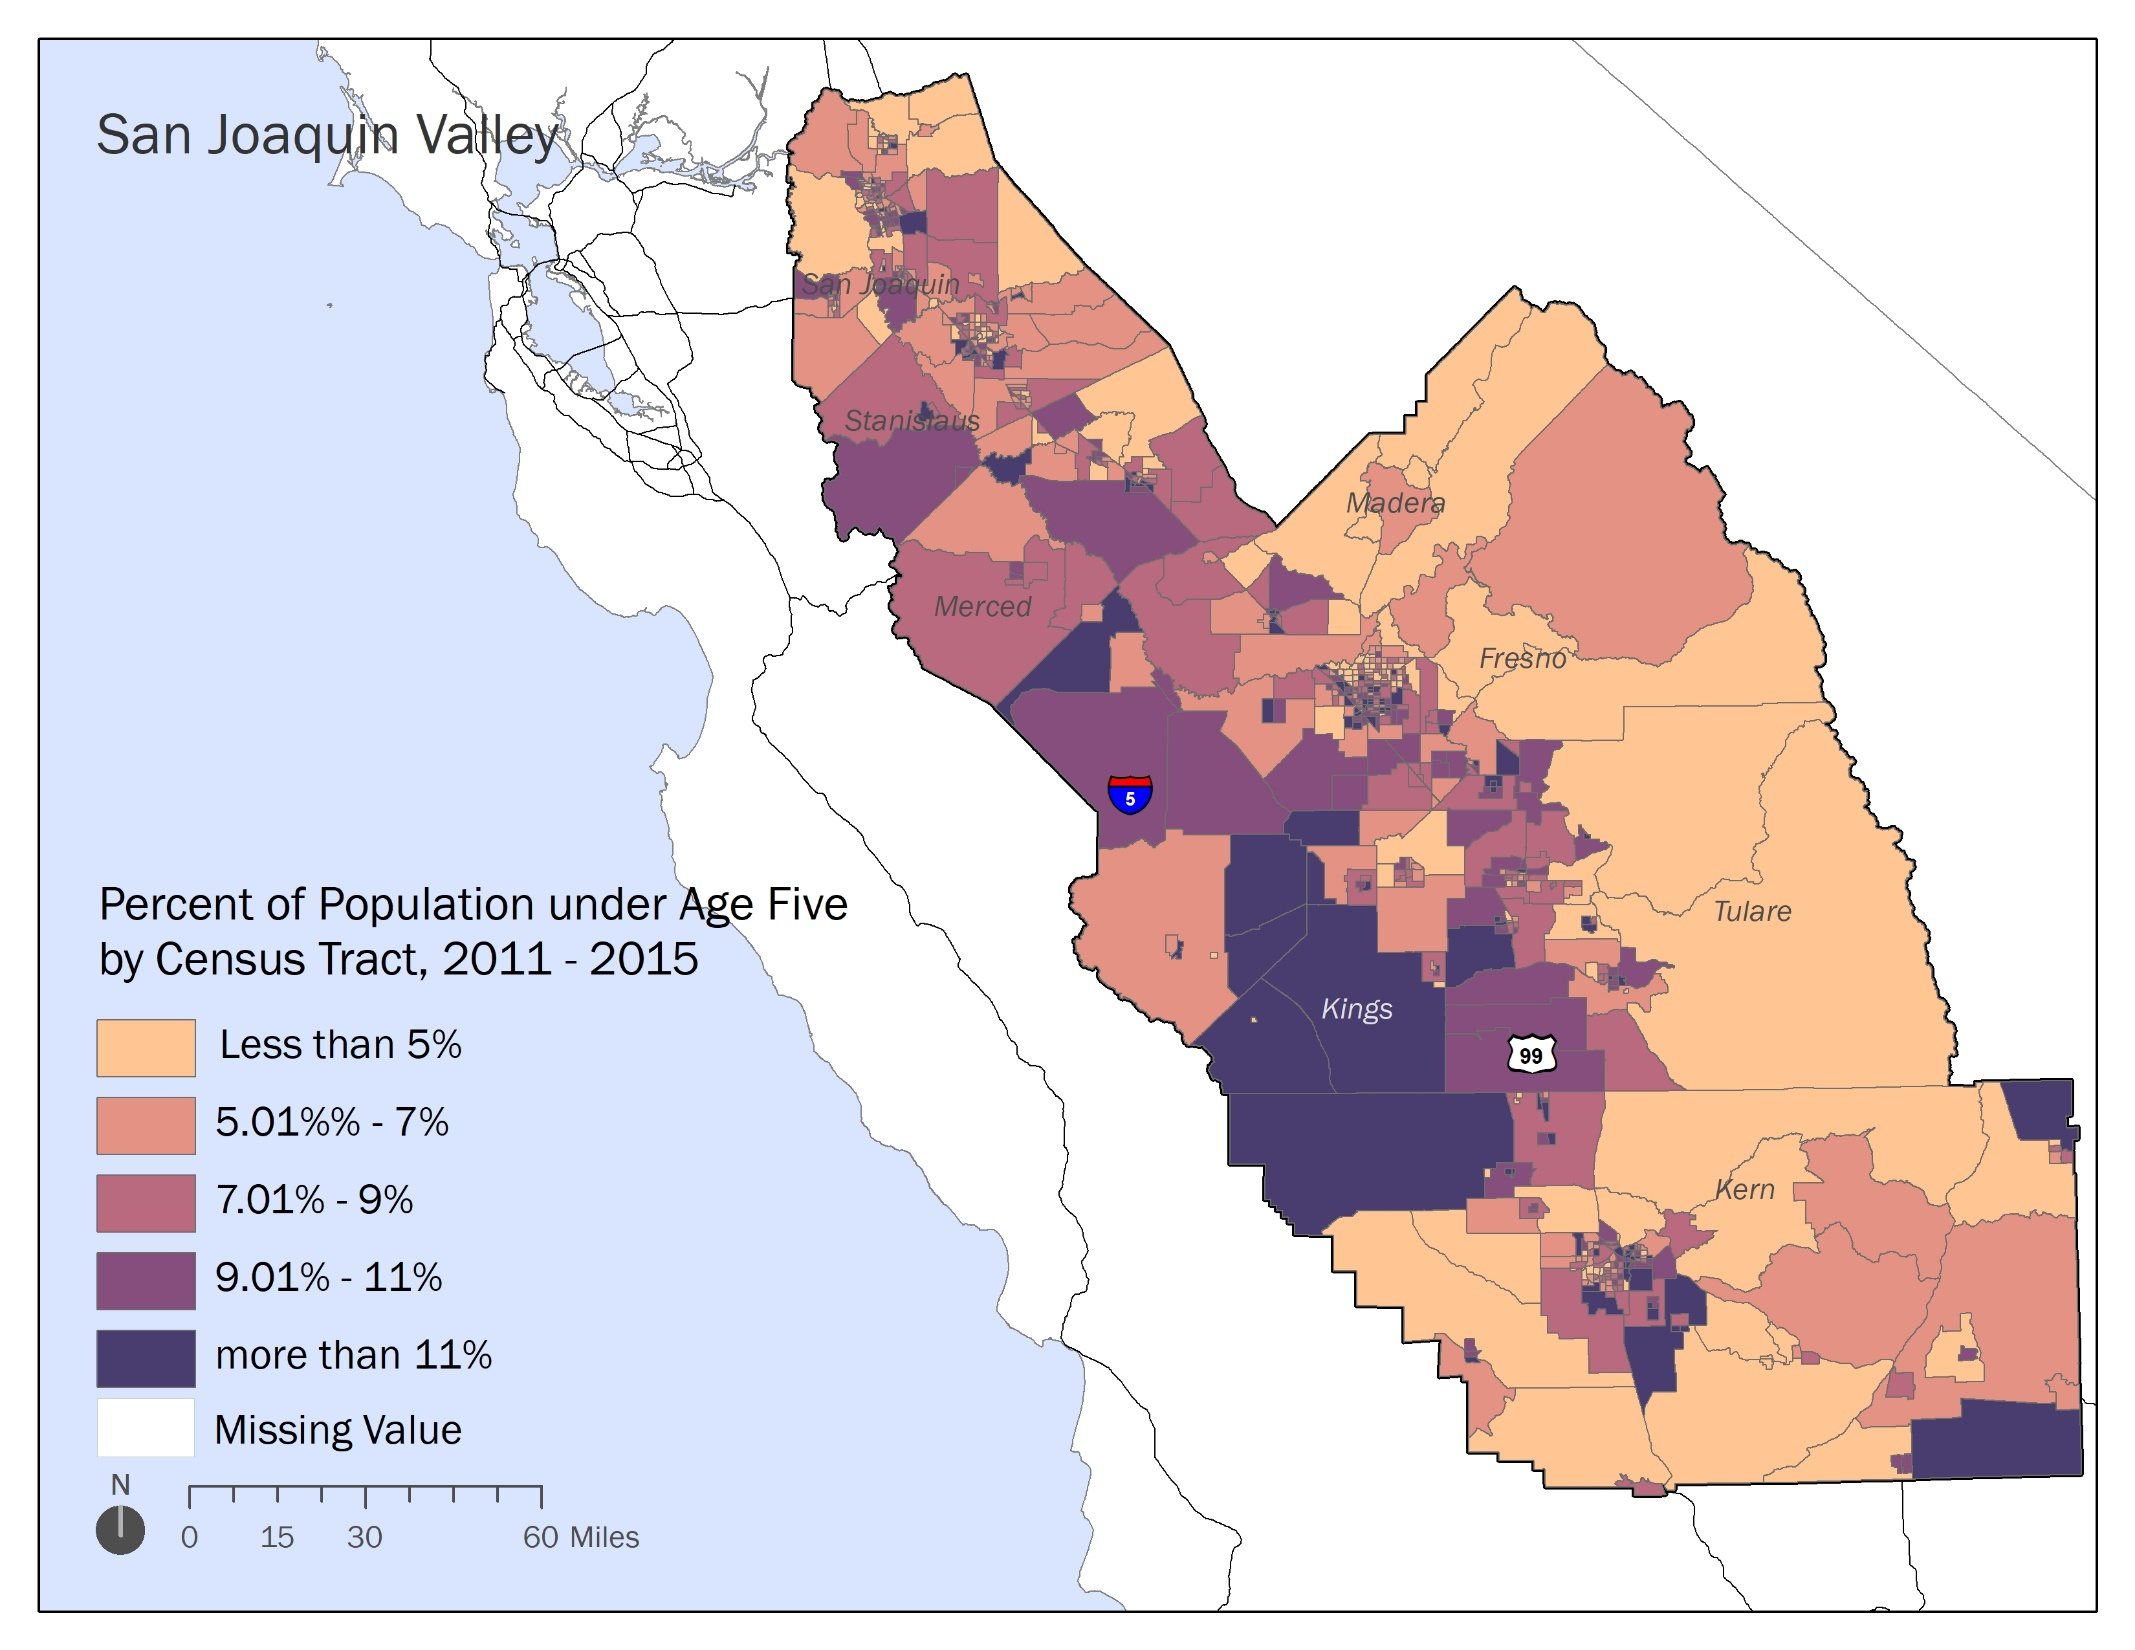 San Joaquin Valley
San Joaquin
Stanislaus
Madera
Merced
Fresno
5
Tulare
Kings
99
Kern
Percent of Population under Age Five
by Census Tract, 2011 - 2015
Less than 5%
5.01%% - 7%
7.01% - 9%
9.01% - 11%
more than 11%
Missing Value
N
0 15 30 60 Miles